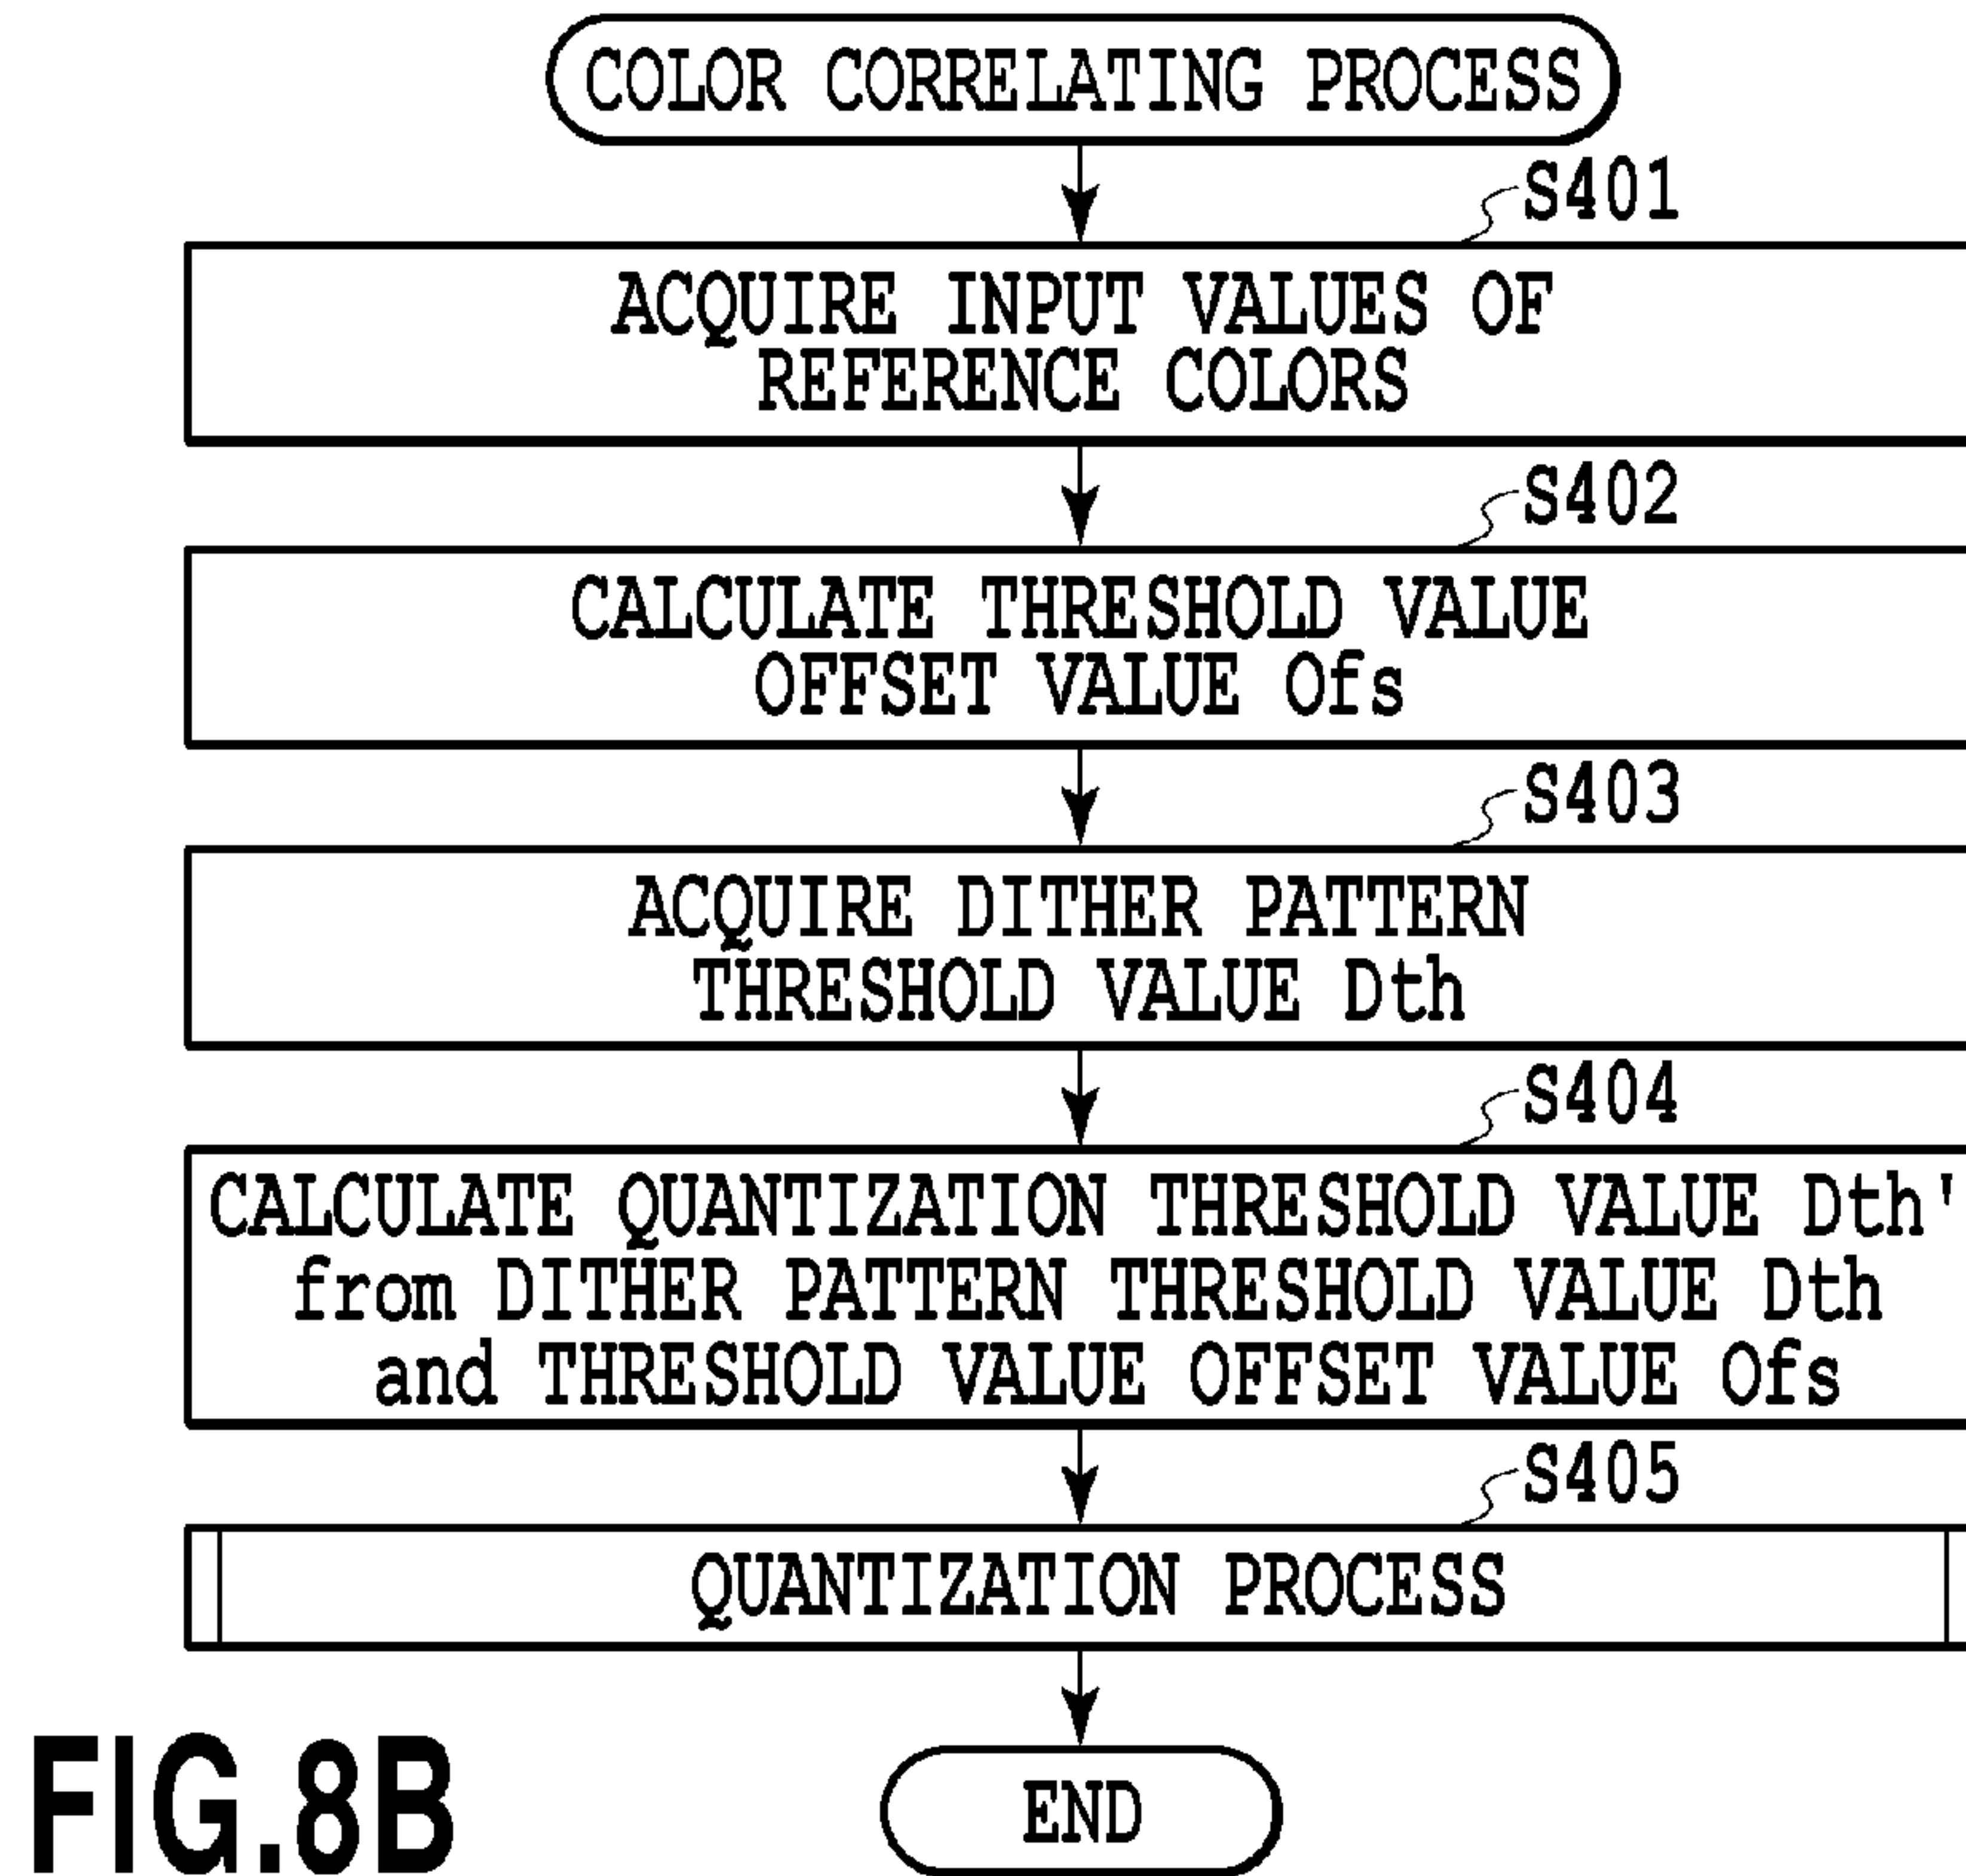 COLOR CORRELATING PROCESS
S401
ACQUIRE INPUT VALUES OF
REFERENCE COLORS
S402
CALCULATE THRESHOLD VALUE
OFFSET VALUE Ofs
S403
ACQUIRE DITHER PATTERN
THRESHOLD VALUE Dth
S404
CALCULATE QUANTIZATION THRESHOLD VALUE Dth'
from DITHER PATTERN THRESHOLD VALUE Dth
and THRESHOLD VALUE OFFSET VALUE Ofs
S405
QUANTIZATION PROCESS
END
FIG.8B